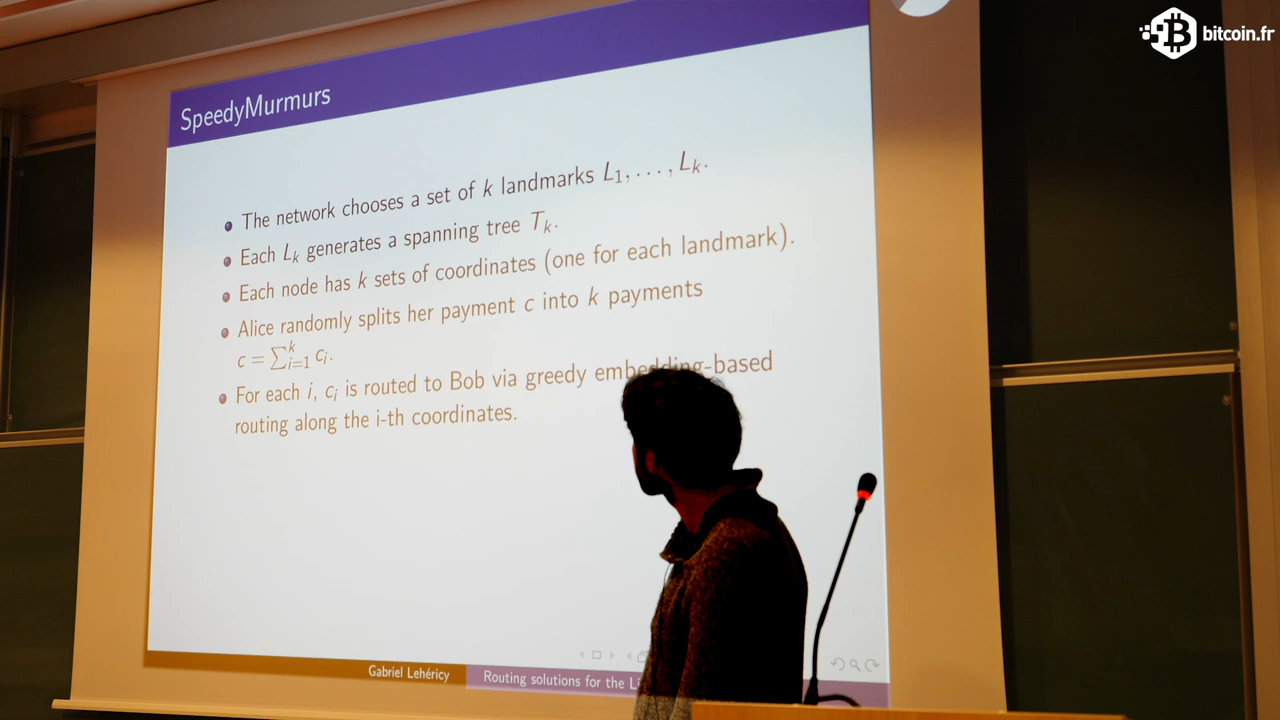 bitcoin.fr
SpeedyMurmurs
The network chooses a set of k landmarks L₁, . . . , Lₖ.
Each Lₖ generates a spanning tree Tₖ.
Each node has k sets of coordinates (one for each landmark).
Alice randomly splits her payment c into k payments
c = ∑ᵢ₌₁ᵏ cᵢ.
For each i, cᵢ is routed to Bob via greedy embedding-based
routing along the i-th coordinates.
Gabriel Lehéricy
Routing solutions for the Li